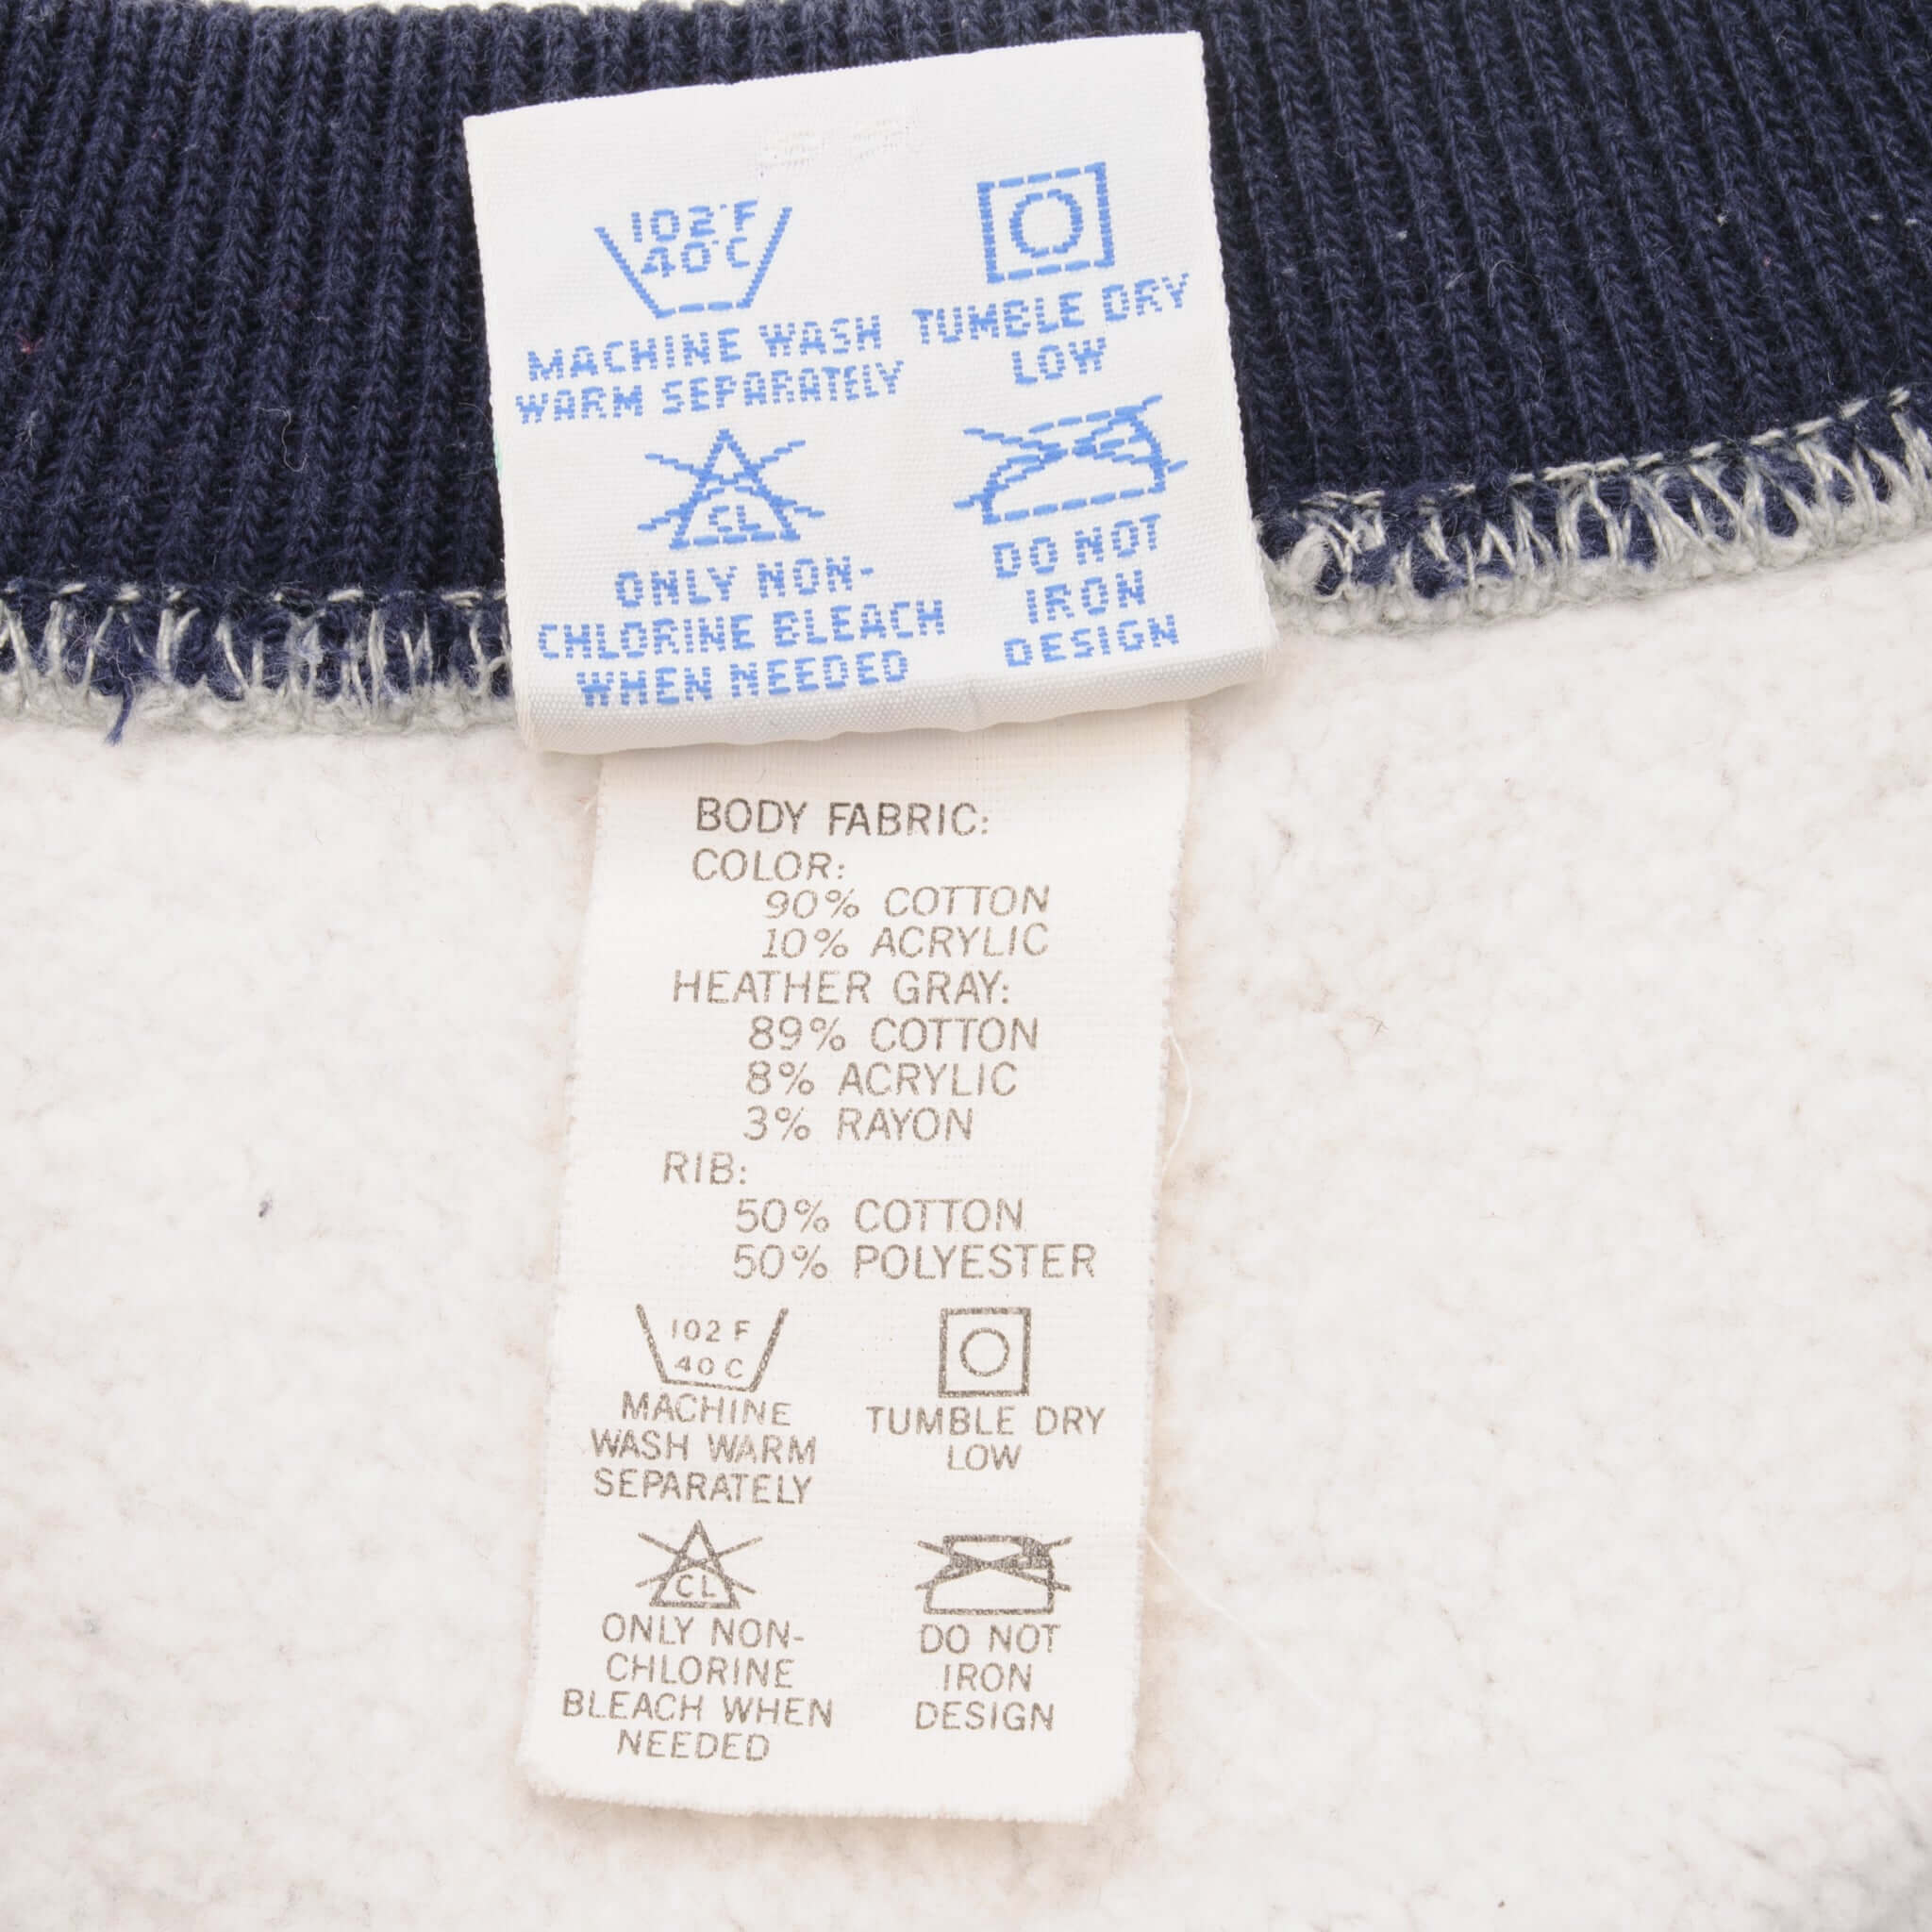 102°F
40°C
MACHINE WASH
WARM SEPARATELY
TUMBLE DRY
LOW
CL
ONLY NON-
CHLORINE BLEACH
WHEN NEEDED
DO NOT
IRON
DESIGN
BODY FABRIC:
COLOR:
90% COTTON
10% ACRYLIC
HEATHER GRAY:
89% COTTON
8% ACRYLIC
3% RAYON
RIB:
50% COTTON
50% POLYESTER
102 F
40 C
MACHINE
WASH WARM
SEPARATELY
TUMBLE DRY
LOW
CL
ONLY NON-
CHLORINE
BLEACH WHEN
NEEDED
DO NOT
IRON
DESIGN